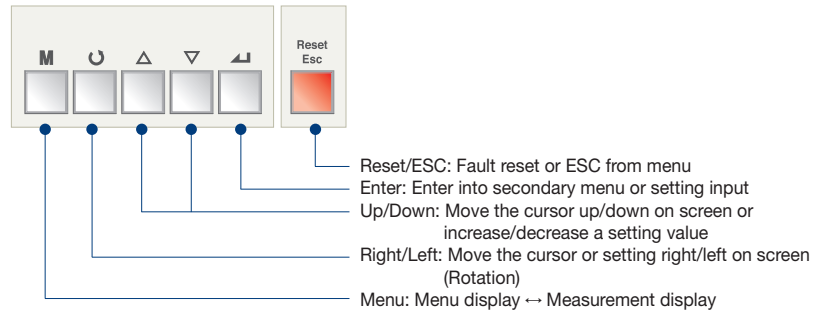 M
Reset
Esc
Reset/ESC: Fault reset or ESC from menu
Enter: Enter into secondary menu or setting input
Up/Down: Move the cursor up/down on screen or
increase/decrease a setting value
Right/Left: Move the cursor or setting right/left on screen
(Rotation)
Menu: Menu display ↔ Measurement display